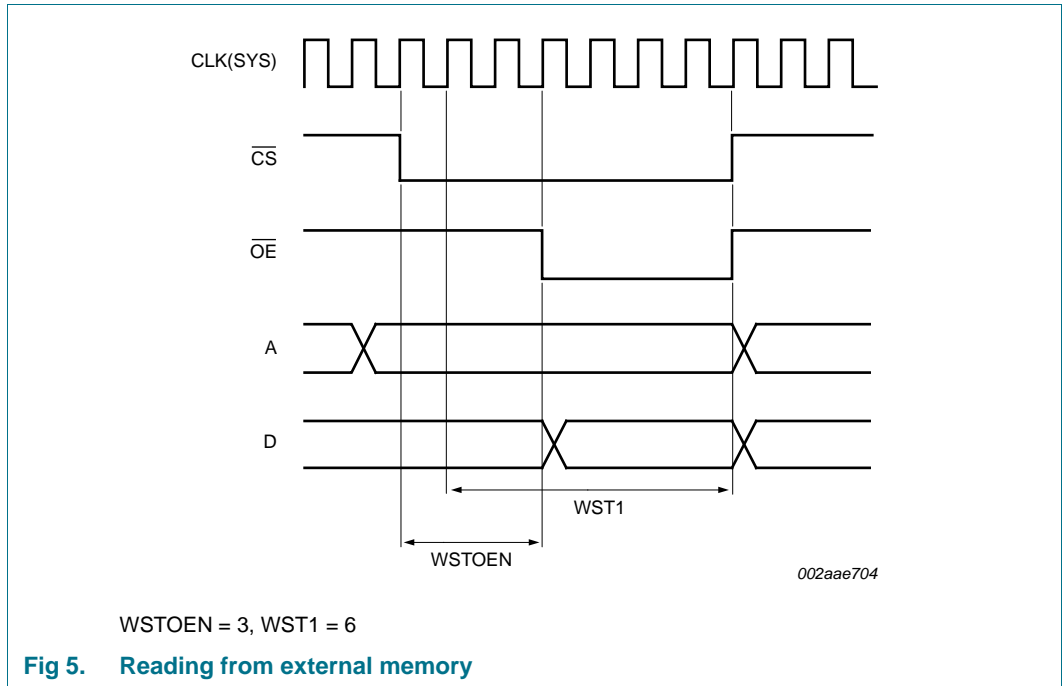 CLK(SYS)
CS
OE
A
D
WST1
WSTOEN
002aae704
WSTOEN = 3, WST1 = 6
Fig 5. Reading from external memory